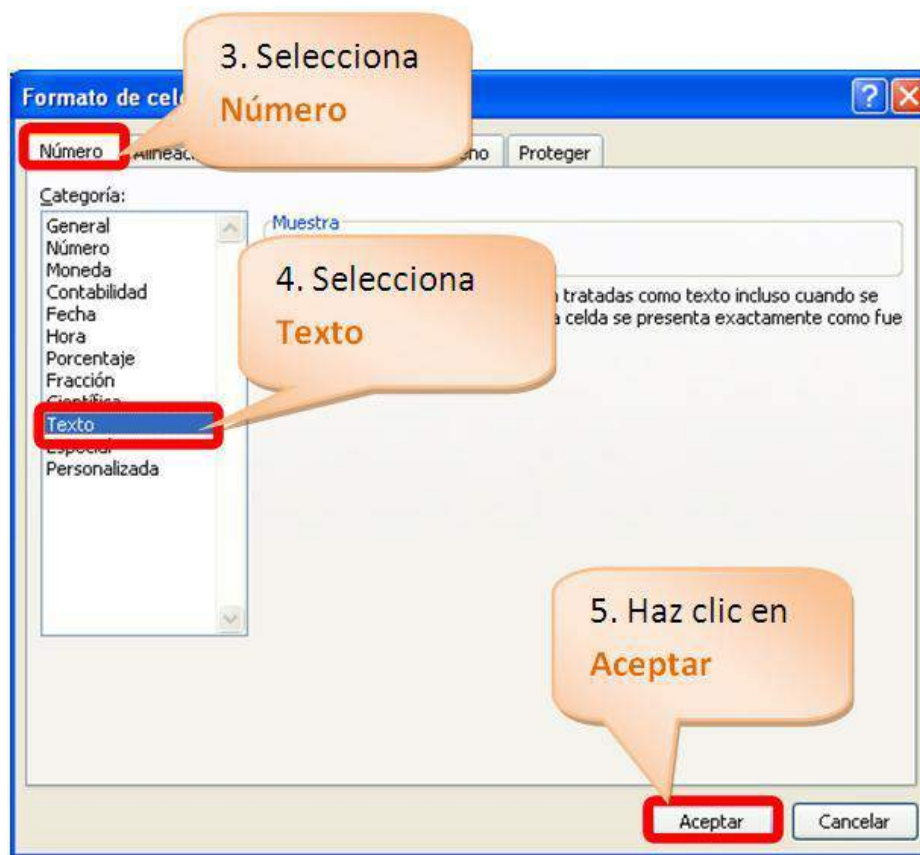 3. Selecciona
Número
Formato de cel
Número
Proteger
Categoría:
General
Número
Moneda
Contabilidad
Fecha
Hora
Porcentaje
Fracción
Científica
Texto
Especial
Personalizada
Muestra
4. Selecciona
Texto
tratadas como texto incluso cuando se
celda se presenta exactamente como fue
5. Haz clic en
Aceptar
Aceptar
Cancelar